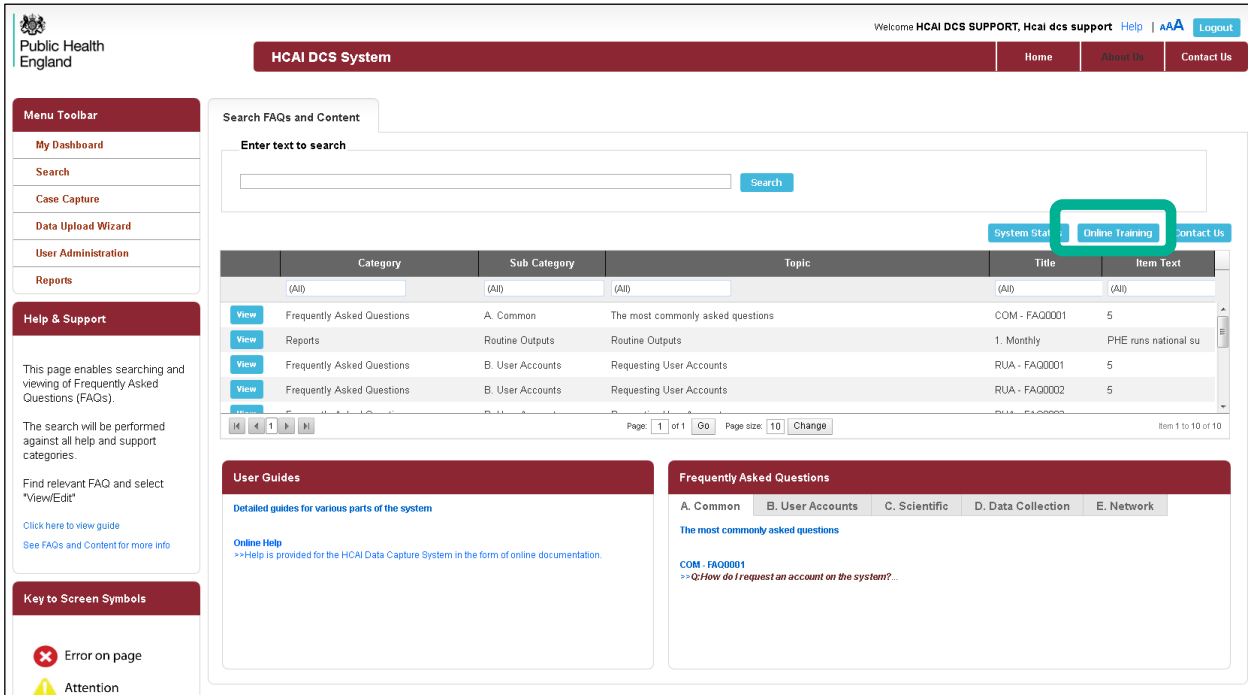 Public Health
England
Welcome HCAI DCS SUPPORT, Hcai dcs support Help | AAA Logout
HCAI DCS System
Home About Us Contact Us
Menu Toolbar
My Dashboard
Search
Case Capture
Data Upload Wizard
User Administration
Reports
Help & Support
This page enables searching and
viewing of Frequently Asked
Questions (FAQs).
The search will be performed
against all help and support
categories.
Find relevant FAQ and select
"View/Edit"
Click here to view guide
See FAQs and Content for more info
Key to Screen Symbols
Error on page
Attention
Search FAQs and Content
Enter text to search
Search
System Status Online Training Contact Us
Category Sub Category Topic Title Item Text
(All) (All) (All) (All) (All)
View Frequently Asked Questions A. Common The most commonly asked questions COM - FAQ0001 5
View Reports Routine Outputs Routine Outputs 1. Monthly PHE runs national su
View Frequently Asked Questions B. User Accounts Requesting User Accounts RUA - FAQ0001 5
View Frequently Asked Questions B. User Accounts Requesting User Accounts RUA - FAQ0002 5
1 Page: 1 of 1 Go Page size: 10 Change Item 1 to 10 of 10
User Guides
Detailed guides for various parts of the system
Online Help
>>Help is provided for the HCAI Data Capture System in the form of online documentation.
Frequently Asked Questions
A. Common B. User Accounts C. Scientific D. Data Collection E. Network
The most commonly asked questions
COM - FAQ0001
>>Q:How do I request an account on the system?...